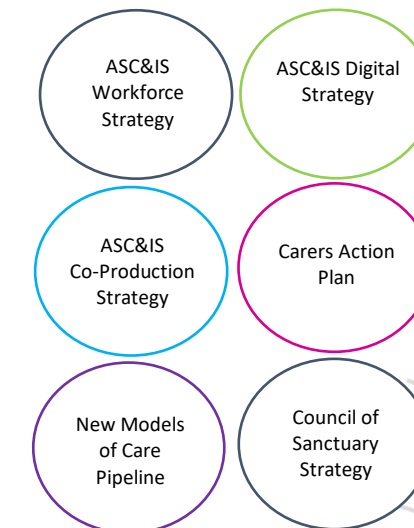 ASC&IS
Workforce
Strategy
ASC&IS Digital
Strategy
ASC&IS
Co-Production
Strategy
Carers Action
Plan
New Models
of Care
Pipeline
Council of
Sanctuary
Strategy